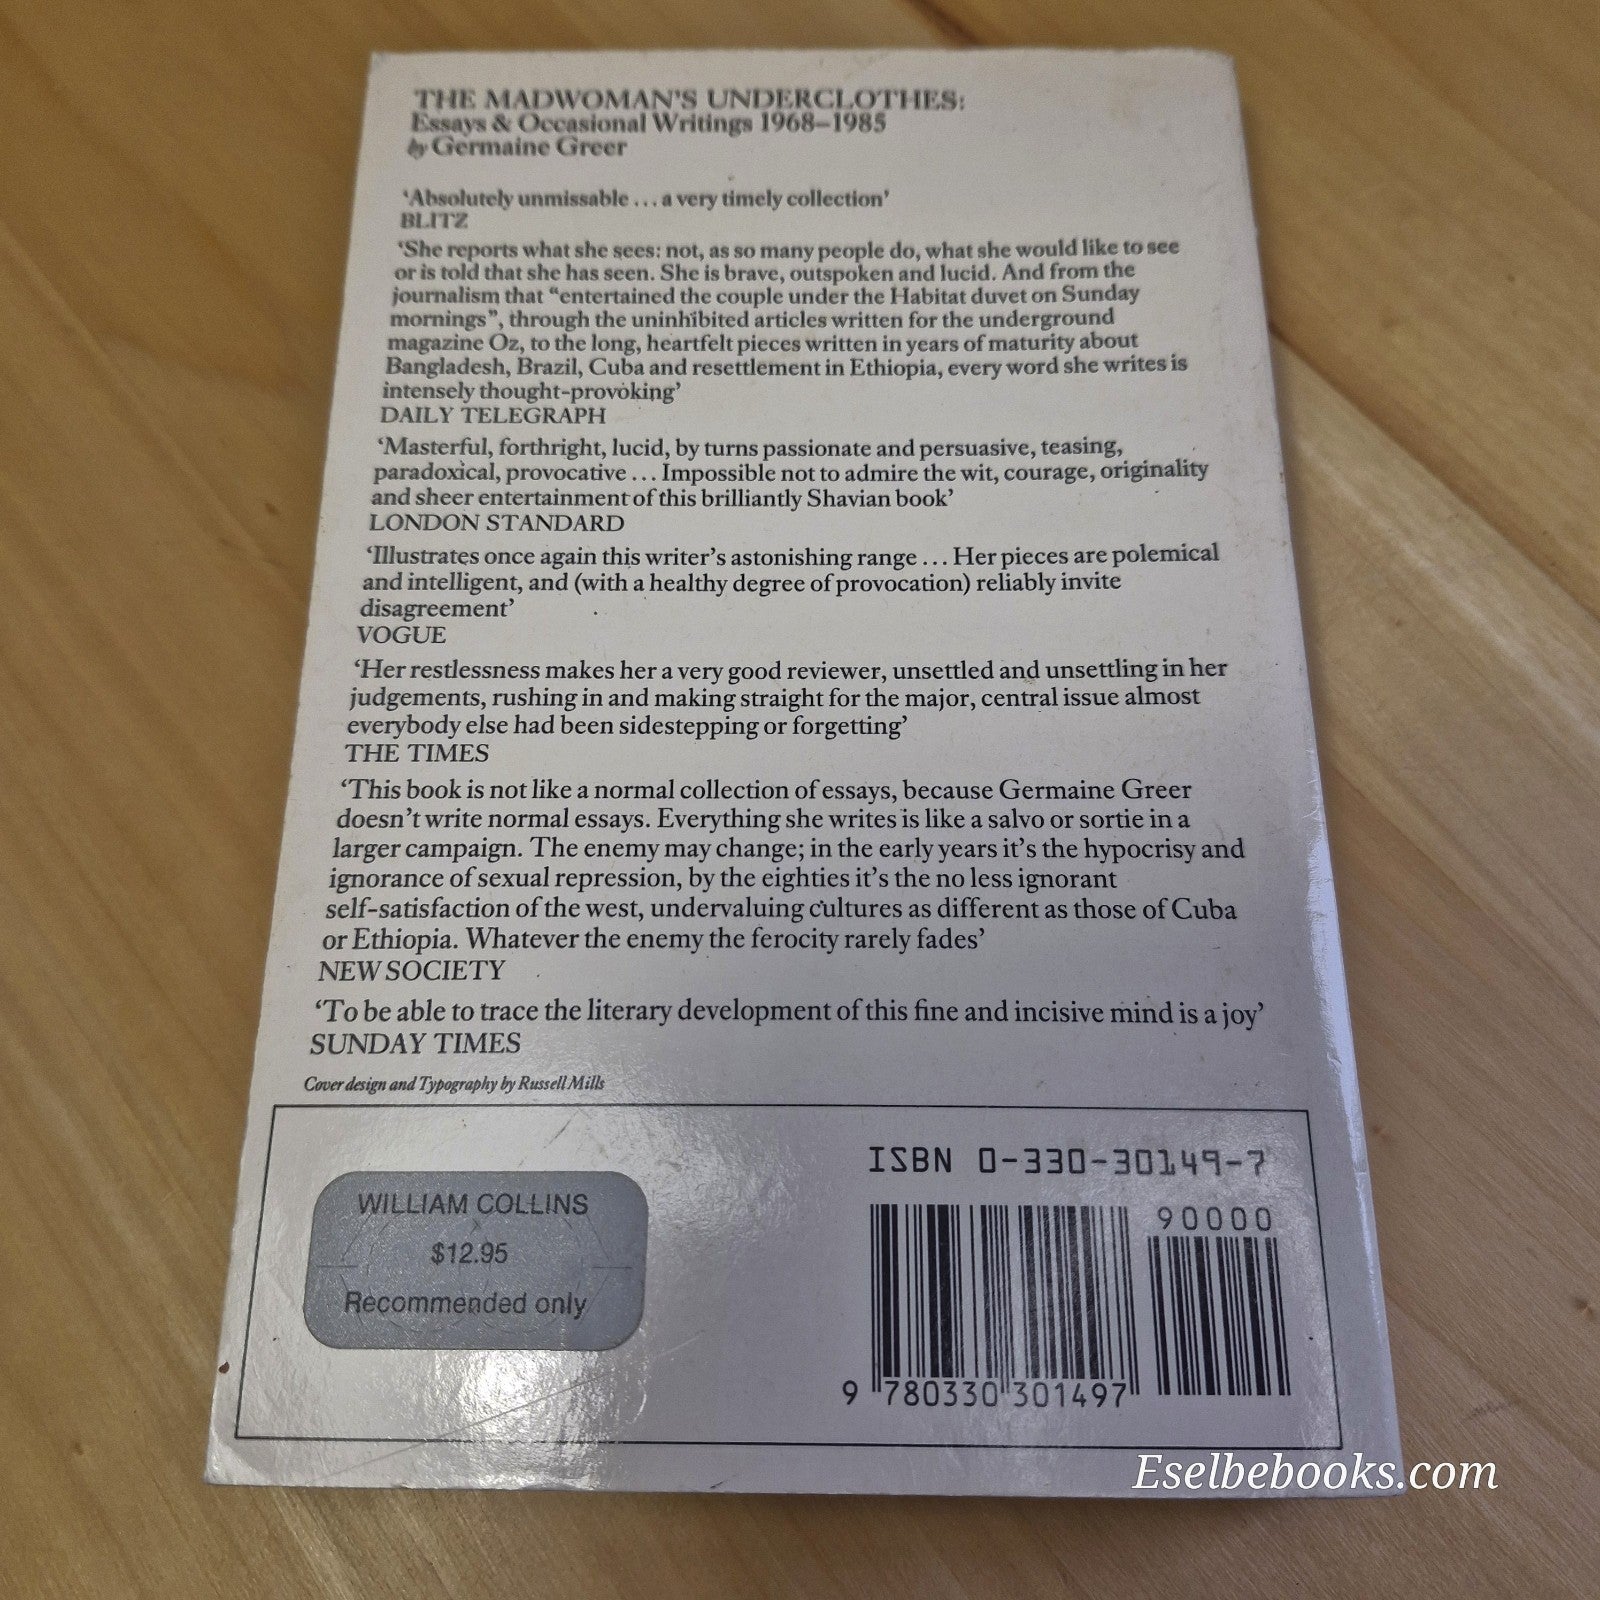 THE MADWOMAN'S UNDERCLOTHES:
Essays & Occasional Writings 1968–1985
by Germaine Greer
'Absolutely unmissable ... a very timely collection'
BLITZ
'She reports what she sees: not, as so many people do, what she would like to see
or is told that she has seen. She is brave, outspoken and lucid. And from the
journalism that "entertained the couple under the Habitat duvet on Sunday
mornings", through the uninhibited articles written for the underground
magazine Oz, to the long, heartfelt pieces written in years of maturity about
Bangladesh, Brazil, Cuba and resettlement in Ethiopia, every word she writes is
intensely thought-provoking'
DAILY TELEGRAPH
'Masterful, forthright, lucid, by turns passionate and persuasive, teasing,
paradoxical, provocative ... Impossible not to admire the wit, courage, originality
and sheer entertainment of this brilliantly Shavian book'
LONDON STANDARD
'Illustrates once again this writer's astonishing range ... Her pieces are polemical
and intelligent, and (with a healthy degree of provocation) reliably invite
disagreement'
VOGUE
'Her restlessness makes her a very good reviewer, unsettled and unsettling in her
judgements, rushing in and making straight for the major, central issue almost
everybody else had been sidestepping or forgetting'
THE TIMES
'This book is not like a normal collection of essays, because Germaine Greer
doesn't write normal essays. Everything she writes is like a salvo or sortie in a
larger campaign. The enemy may change; in the early years it's the hypocrisy and
ignorance of sexual repression, by the eighties it's the no less ignorant
self-satisfaction of the west, undervaluing cultures as different as those of Cuba
or Ethiopia. Whatever the enemy the ferocity rarely fades'
NEW SOCIETY
'To be able to trace the literary development of this fine and incisive mind is a joy'
SUNDAY TIMES
Cover design and Typography by Russell Mills
ISBN 0-330-30149-7
WILLIAM COLLINS
$12.95
Recommended only
90000
9 780330 301497
Eselbebooks.com